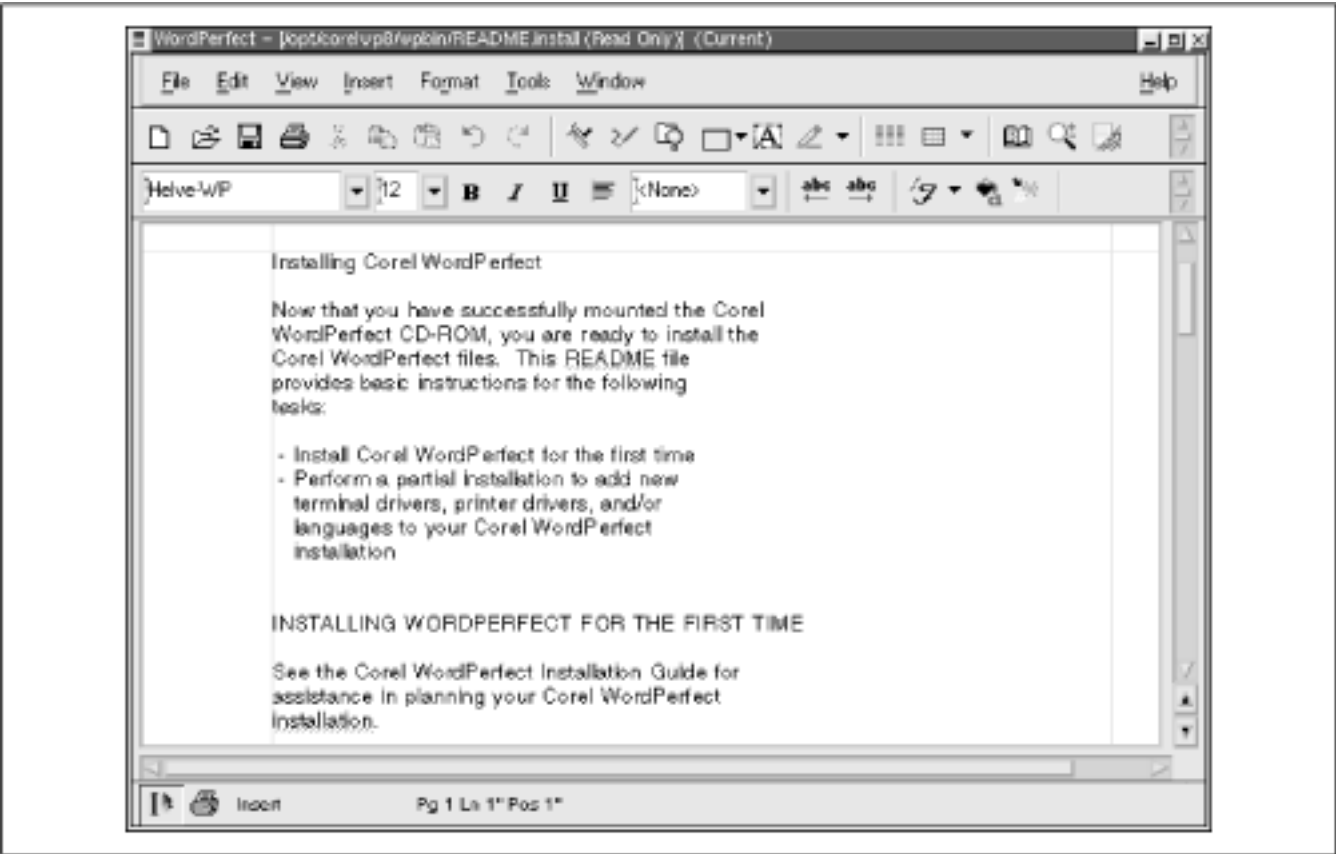 WordPerfect – [/opt/corelwp8/wpbin/README.install (Read Only)] (Current)
File Edit View Insert Format Tools Window Help
Helve-WP 12 B I U <None> abc abc
Installing Corel WordPerfect
Now that you have successfully mounted the Corel
WordPerfect CD-ROM, you are ready to install the
Corel WordPerfect files. This README file
provides basic instructions for the following
tasks:
- Install Corel WordPerfect for the first time
- Perform a partial installation to add new
terminal drivers, printer drivers, and/or
languages to your Corel WordPerfect
installation
INSTALLING WORDPERFECT FOR THE FIRST TIME
See the Corel WordPerfect Installation Guide for
assistance in planning your Corel WordPerfect
installation.
Insert Pg 1 Ln 1" Pos 1"